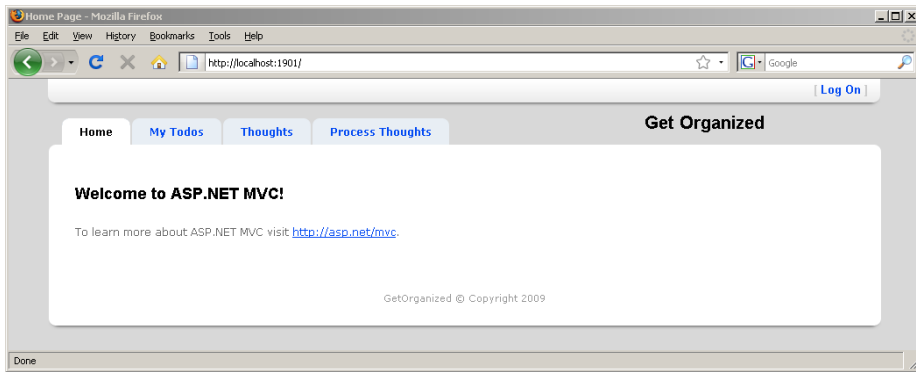 Home Page - Mozilla Firefox
File Edit View History Bookmarks Tools Help
http://localhost:1901/ G Google
[ Log On ]
Get Organized
Home My Todos Thoughts Process Thoughts
Welcome to ASP.NET MVC!
To learn more about ASP.NET MVC visit http://asp.net/mvc.
GetOrganized © Copyright 2009
Done